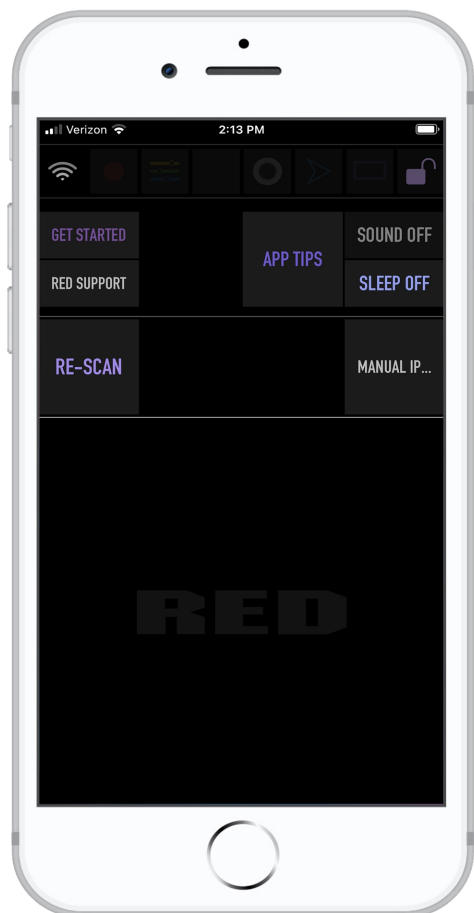 Verizon 2:13 PM
GET STARTED
RED SUPPORT
APP TIPS
SOUND OFF
SLEEP OFF
RE-SCAN
MANUAL IP...
RED